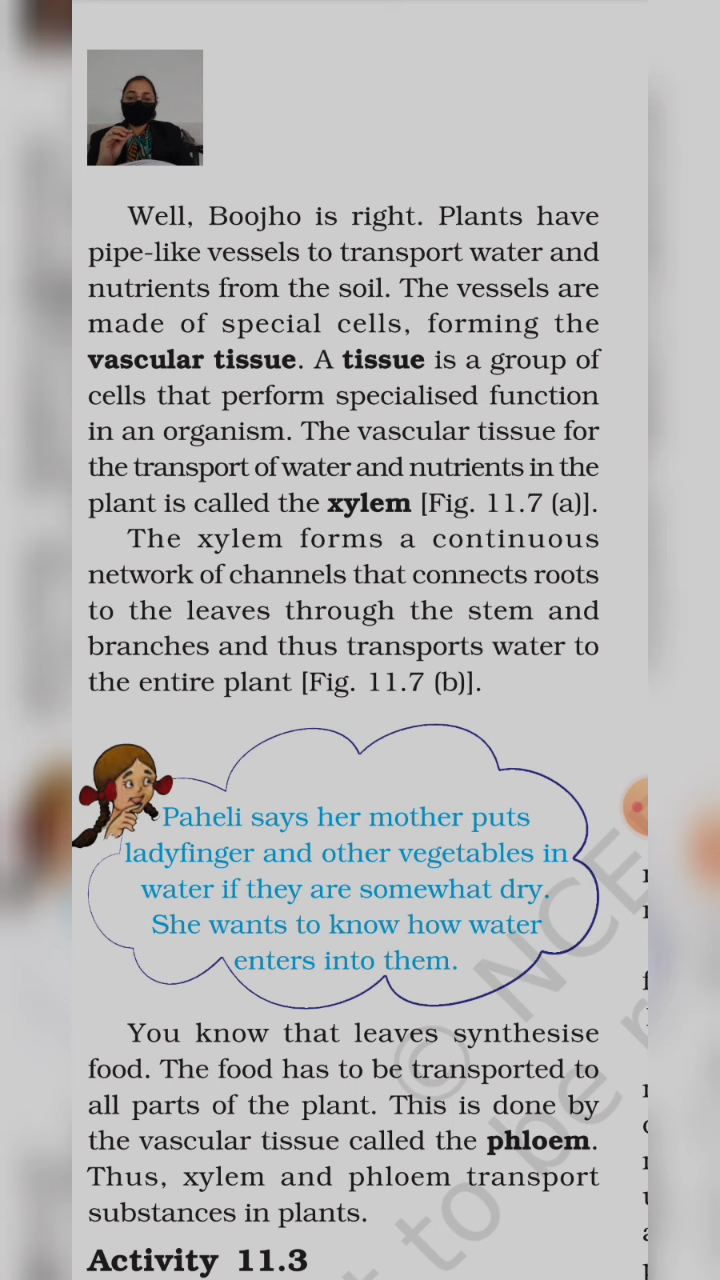 Well, Boojho is right. Plants have
pipe-like vessels to transport water and
nutrients from the soil. The vessels are
made of special cells, forming the
vascular tissue. A tissue is a group of
cells that perform specialised function
in an organism. The vascular tissue for
the transport of water and nutrients in the
plant is called the xylem [Fig. 11.7 (a)].
The xylem forms a continuous
network of channels that connects roots
to the leaves through the stem and
branches and thus transports water to
the entire plant [Fig. 11.7 (b)].
Paheli says her mother puts
ladyfinger and other vegetables in
water if they are somewhat dry.
She wants to know how water
enters into them.
You know that leaves synthesise
food. The food has to be transported to
all parts of the plant. This is done by
the vascular tissue called the phloem.
Thus, xylem and phloem transport
substances in plants.
Activity 11.3
© NCE
to be